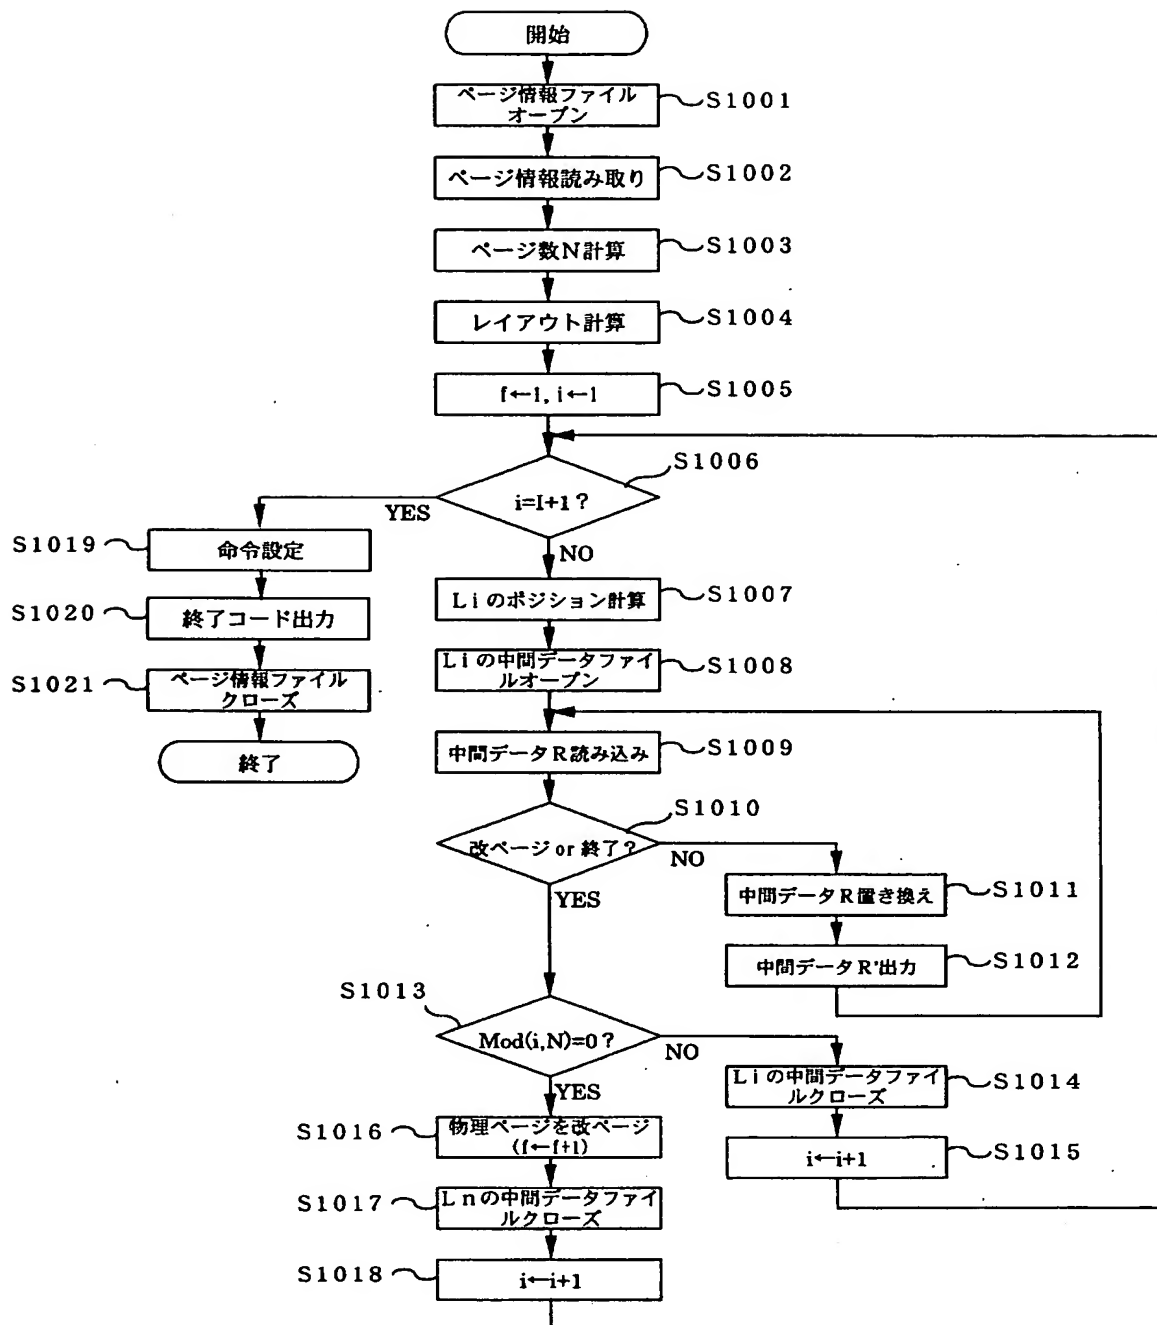 開始
ページ情報ファイル
オープン
S1001
ページ情報読み取り
S1002
ページ数N計算
S1003
レイアウト計算
S1004
f←1, i←1
S1005
S1006
i=I+1?
YES
NO
S1019
命令設定
S1020
終了コード出力
S1021
ページ情報ファイル
クローズ
終了
Liのポジション計算
S1007
Liの中間データファイ
ルオープン
S1008
中間データR読み込み
S1009
S1010
改ページor終了?
NO
YES
中間データR置き換え
S1011
中間データR'出力
S1012
S1013
Mod(i,N)=0?
NO
YES
Liの中間データファイ
ルクローズ
S1014
i←i+1
S1015
S1016
物理ページを改ページ
(f←f+1)
S1017
Lnの中間データファイ
ルクローズ
S1018
i←i+1